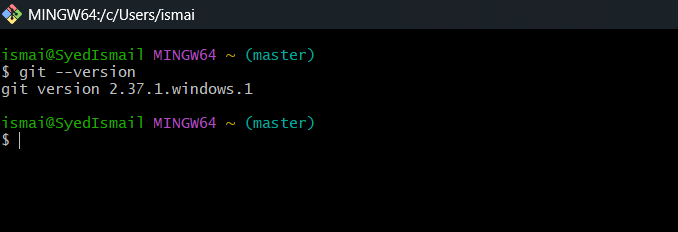 MINGW64:/c/Users/ismai
ismai@SyedIsmail MINGW64 ~ (master)
$ git --version
git version 2.37.1.windows.1
ismai@SyedIsmail MINGW64 ~ (master)
$